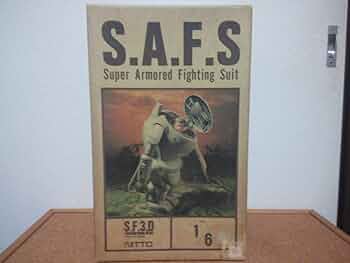 S.A.F.S
Super Armored Fighting Suit
S.F.3.D
NITTO
1
6